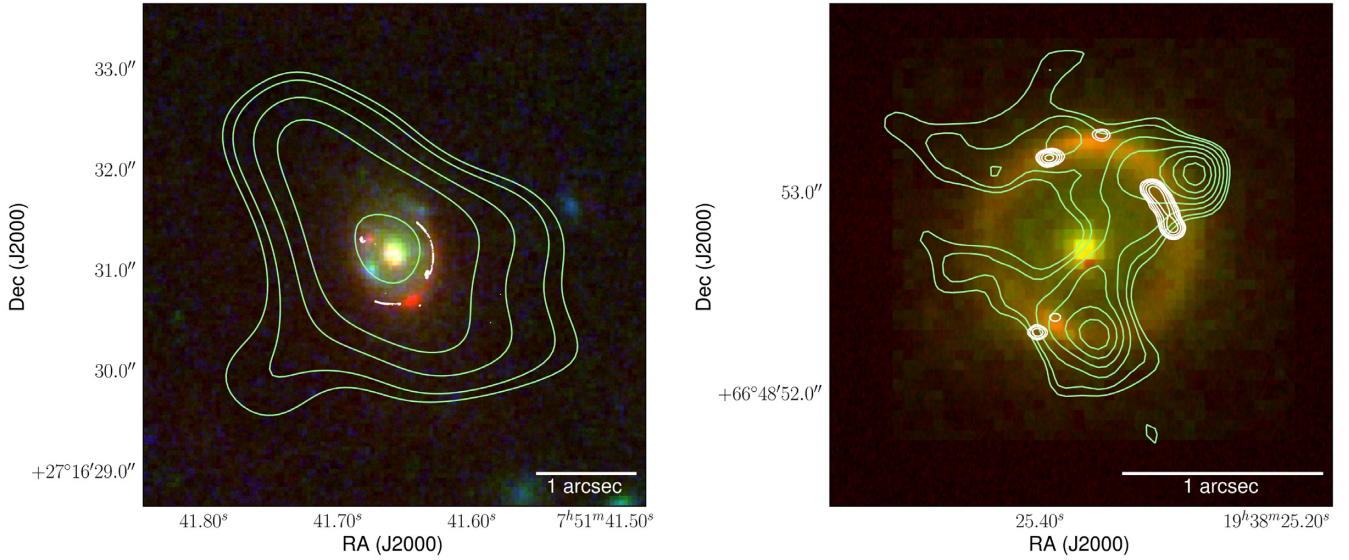 33.0″
32.0″
31.0″
30.0″
+27°16′29.0″
Dec (J2000)
1 arcsec
41.80ˢ 41.70ˢ 41.60ˢ 7ʰ51ᵐ41.50ˢ
RA (J2000)
53.0″
+66°48′52.0″
Dec (J2000)
1 arcsec
25.40ˢ 19ʰ38ᵐ25.20ˢ
RA (J2000)